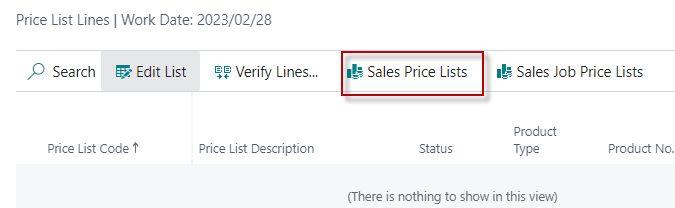 Price List Lines | Work Date: 2023/02/28
Search Edit List Verify Lines... Sales Price Lists Sales Job Price Lists
Price List Code↑ Price List Description Status Product Type Product No.
(There is nothing to show in this view)